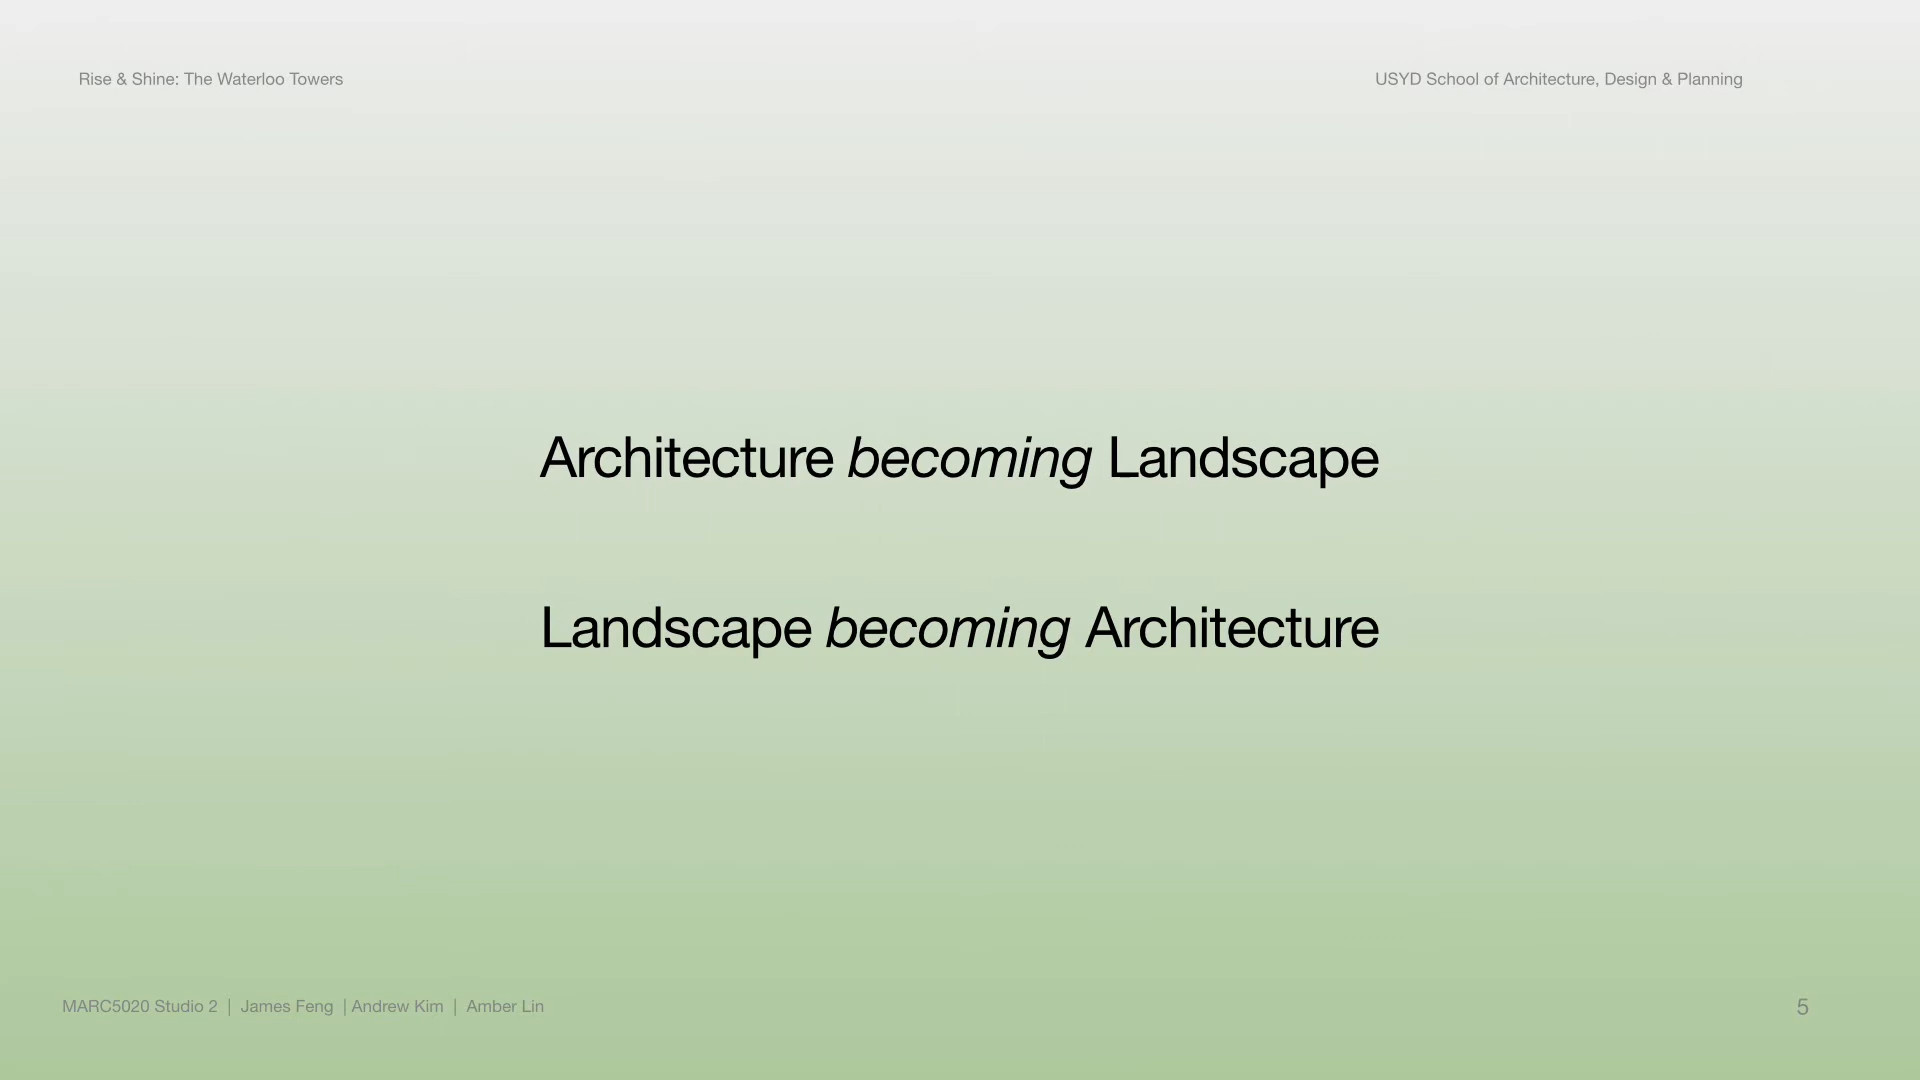 Rise & Shine: The Waterloo Towers
USYD School of Architecture, Design & Planning
Architecture becoming Landscape
Landscape becoming Architecture
MARC5020 Studio 2 | James Feng | Andrew Kim | Amber Lin
5